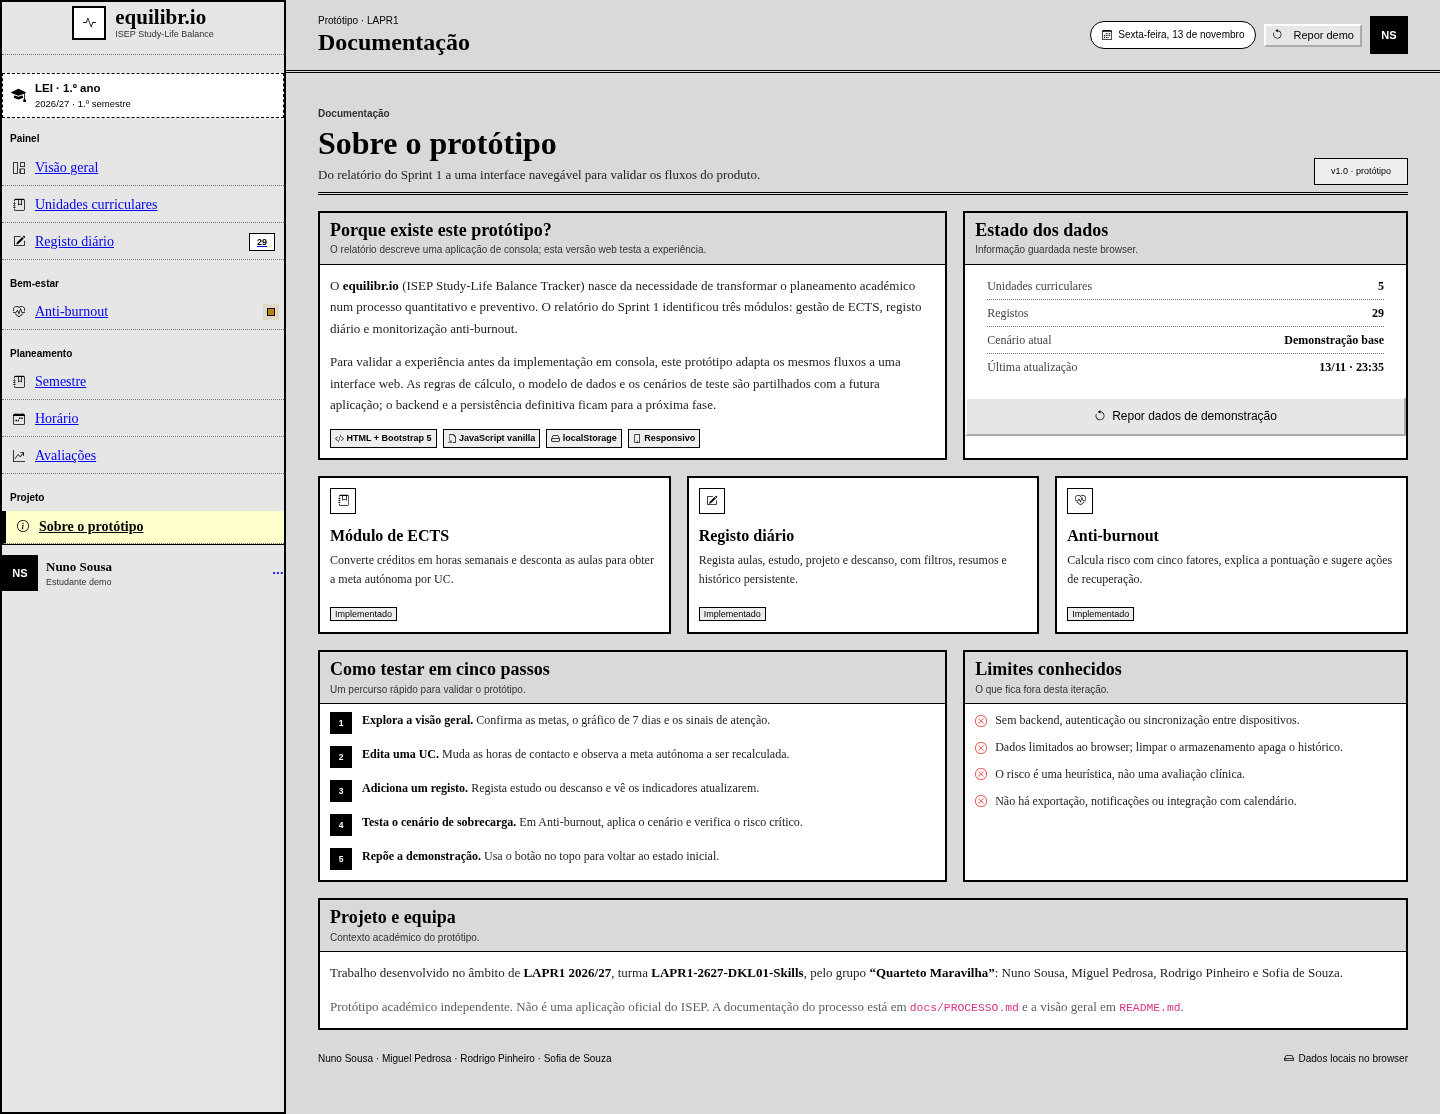 equilibr.io
ISEP Study-Life Balance
LEI · 1.º ano
2026/27 · 1.º semestre
Painel
Visão geral
Unidades curriculares
Registo diário 29
Bem-estar
Anti-burnout
Planeamento
Semestre
Horário
Avaliações
Projeto
Sobre o protótipo
NS Nuno Sousa
Estudante demo
Protótipo · LAPR1
Documentação
Sexta-feira, 13 de novembro
Repor demo
NS
Documentação
Sobre o protótipo
Do relatório do Sprint 1 a uma interface navegável para validar os fluxos do produto.
v1.0 · protótipo
Porque existe este protótipo?
O relatório descreve uma aplicação de consola; esta versão web testa a experiência.
O equilibr.io (ISEP Study-Life Balance Tracker) nasce da necessidade de transformar o planeamento académico
num processo quantitativo e preventivo. O relatório do Sprint 1 identificou três módulos: gestão de ECTS, registo
diário e monitorização anti-burnout.
Para validar a experiência antes da implementação em consola, este protótipo adapta os mesmos fluxos a uma
interface web. As regras de cálculo, o modelo de dados e os cenários de teste são partilhados com a futura
aplicação; o backend e a persistência definitiva ficam para a próxima fase.
HTML + Bootstrap 5 JavaScript vanilla localStorage Responsivo
Estado dos dados
Informação guardada neste browser.
Unidades curriculares 5
Registos 29
Cenário atual Demonstração base
Última atualização 13/11 · 23:35
Repor dados de demonstração
Módulo de ECTS
Converte créditos em horas semanais e desconta as aulas para obter
a meta autónoma por UC.
Implementado
Registo diário
Regista aulas, estudo, projeto e descanso, com filtros, resumos e
histórico persistente.
Implementado
Anti-burnout
Calcula risco com cinco fatores, explica a pontuação e sugere ações
de recuperação.
Implementado
Como testar em cinco passos
Um percurso rápido para validar o protótipo.
1 Explora a visão geral. Confirma as metas, o gráfico de 7 dias e os sinais de atenção.
2 Edita uma UC. Muda as horas de contacto e observa a meta autónoma a ser recalculada.
3 Adiciona um registo. Regista estudo ou descanso e vê os indicadores atualizarem.
4 Testa o cenário de sobrecarga. Em Anti-burnout, aplica o cenário e verifica o risco crítico.
5 Repõe a demonstração. Usa o botão no topo para voltar ao estado inicial.
Limites conhecidos
O que fica fora desta iteração.
Sem backend, autenticação ou sincronização entre dispositivos.
Dados limitados ao browser; limpar o armazenamento apaga o histórico.
O risco é uma heurística, não uma avaliação clínica.
Não há exportação, notificações ou integração com calendário.
Projeto e equipa
Contexto académico do protótipo.
Trabalho desenvolvido no âmbito de LAPR1 2026/27, turma LAPR1-2627-DKL01-Skills, pelo grupo “Quarteto Maravilha”: Nuno Sousa, Miguel Pedrosa, Rodrigo Pinheiro e Sofia de Souza.
Protótipo académico independente. Não é uma aplicação oficial do ISEP. A documentação do processo está em docs/PROCESSO.md e a visão geral em README.md.
Nuno Sousa · Miguel Pedrosa · Rodrigo Pinheiro · Sofia de Souza
Dados locais no browser